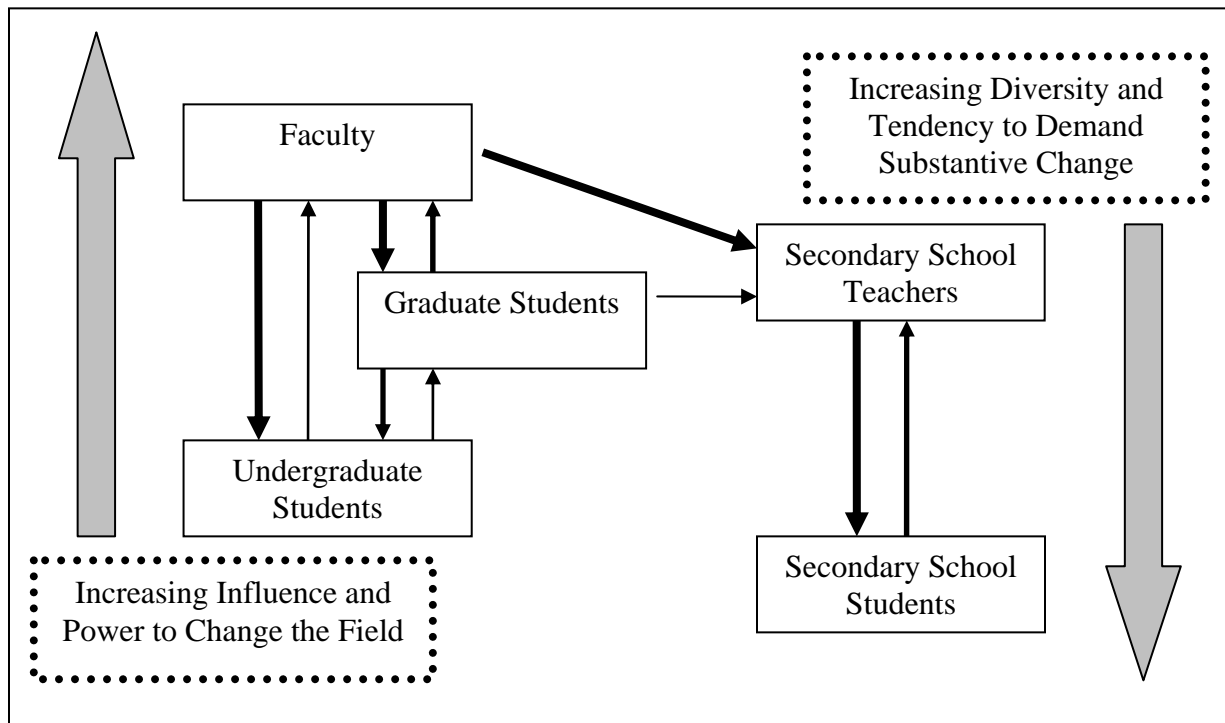 Increasing Diversity and
Tendency to Demand
Substantive Change
Faculty
Secondary School
Teachers
Graduate Students
Undergraduate
Students
Secondary School
Students
Increasing Influence and
Power to Change the Field